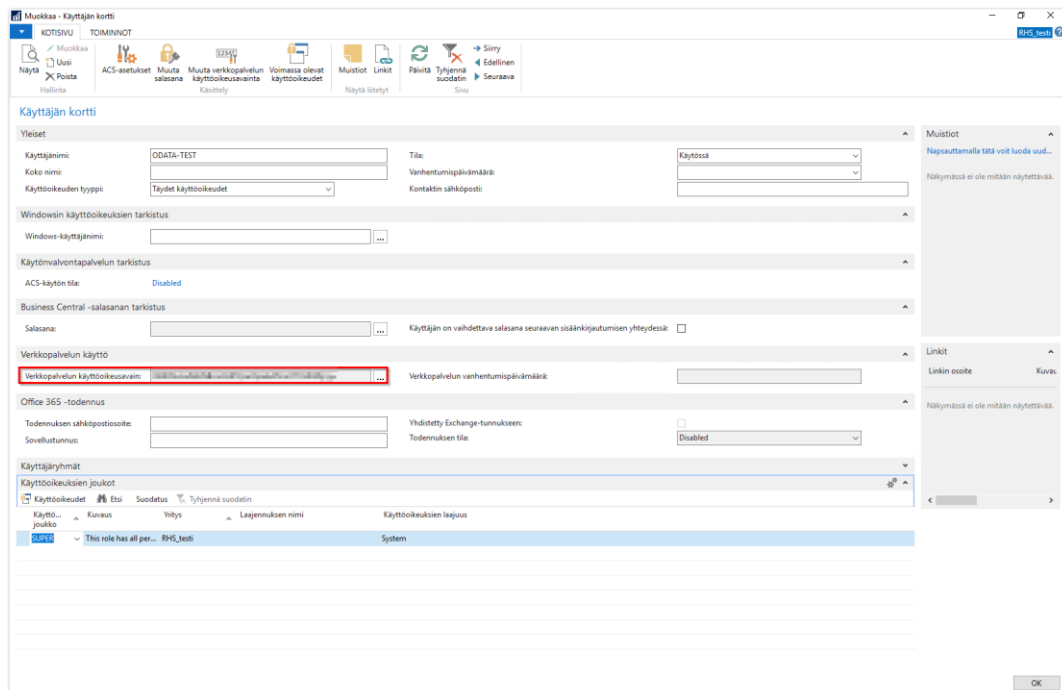 Muokkaa - Käyttäjän kortti
KOTISIVU TOIMINNOT
RHS_testi
Näytä
Muokkaa
Uusi
Poista
Hallinta
ACS-asetukset
Muuta salasana
Muuta verkkopalvelun käyttöoikeusavainta
Voimassa olevat käyttöoikeudet
Käsittely
Muistiot
Linkit
Näytä liitetyt
Päivitä
Tyhjennä suodatin
Siirry
Edellinen
Seuraava
Sivu
Käyttäjän kortti
Yleiset
Käyttäjänimi: ODATA-TEST
Tila: Käytössä
Koko nimi:
Vanhentumispäivämäärä:
Käyttöoikeuden tyyppi: Täydet käyttöoikeudet
Kontaktin sähköposti:
Windowsin käyttöoikeuksien tarkistus
Windows-käyttäjänimi:
Käytönvalvontapalvelun tarkistus
ACS-käytön tila: Disabled
Business Central -salasanan tarkistus
Salasana:
Käyttäjän on vaihdettava salasana seuraavan sisäänkirjautumisen yhteydessä:
Verkkopalvelun käyttö
Verkkopalvelun käyttöoikeusavain:
Verkkopalvelun vanhentumispäivämäärä:
Office 365 -todennus
Todennuksen sähköpostiosoite:
Yhdistetty Exchange-tunnukseen:
Sovellustunnus:
Todennuksen tila: Disabled
Käyttäjäryhmät
Käyttöoikeuksien joukot
Käyttöoikeudet Etsi Suodatus Tyhjennä suodatin
Käyttö... joukko Kuvaus Yritys Laajennuksen nimi Käyttöoikeuksien laajuus
SUPER This role has all per... RHS_testi System
Muistiot
Napsauttamalla tätä voit luoda uud...
Näkymässä ei ole mitään näytettävää.
Linkit
Linkin osoite Kuvau
Näkymässä ei ole mitään näytettävää.
OK